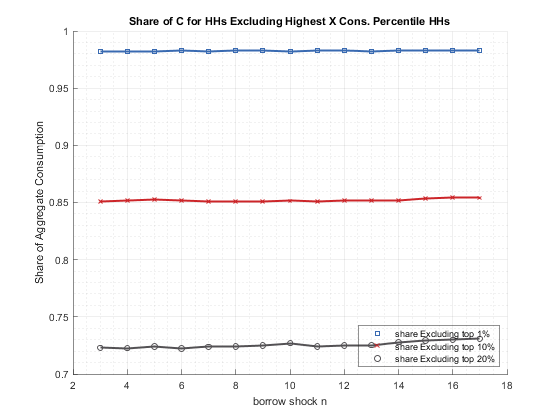 Share of C for HHs Excluding Highest X Cons. Percentile HHs
1
0.95
0.9
0.85
0.8
0.75
0.7
Share of Aggregate Consumption
share Excluding top 1%
share Excluding top 10%
share Excluding top 20%
2 4 6 8 10 12 14 16 18
borrow shock n